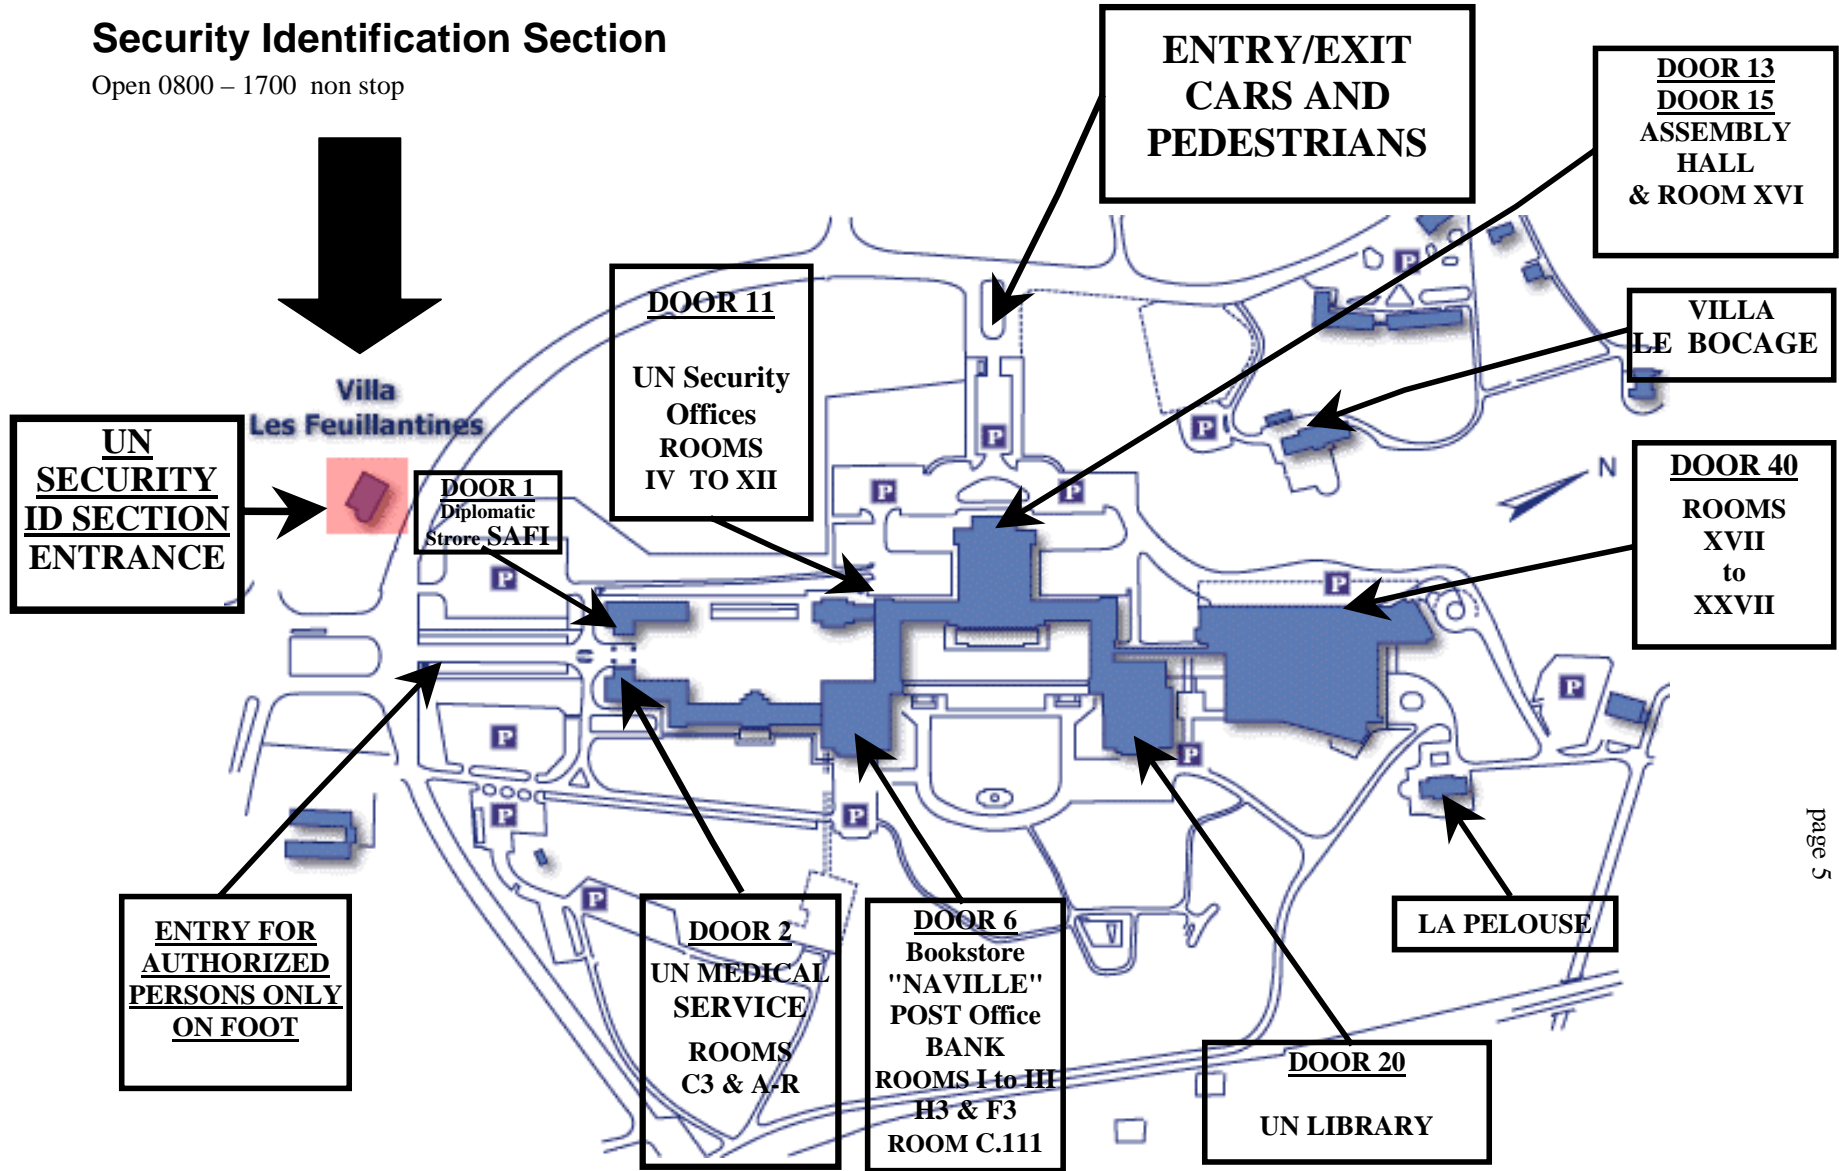 Security Identification Section
Open 0800 – 1700 non stop
ENTRY/EXIT
CARS AND
PEDESTRIANS
DOOR 13
DOOR 15
ASSEMBLY
HALL
& ROOM XVI
DOOR 11
UN Security
Offices
ROOMS
IV TO XII
VILLA
LE BOCAGE
Villa
Les Feuillantines
UN
SECURITY
ID SECTION
ENTRANCE
DOOR 1
Diplomatic
Strore SAFI
DOOR 40
ROOMS
XVII
to
XXVII
N
P
P
P
P
P
P
P
P
P
P
P
P
P
P
page 5
ENTRY FOR
AUTHORIZED
PERSONS ONLY
ON FOOT
DOOR 2
UN MEDICAL
SERVICE
ROOMS
C3 & A-R
DOOR 6
Bookstore
"NAVILLE"
POST Office
BANK
ROOMS I to III
H3 & F3
ROOM C.111
LA PELOUSE
DOOR 20
UN LIBRARY